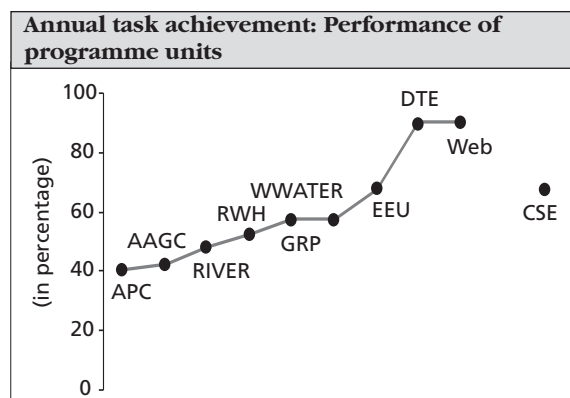 Annual task achievement: Performance of
programme units
(in percentage)
100
80
60
40
20
0
APC
AAGC
RIVER
RWH
GRP
WWATER
EEU
DTE
Web
CSE